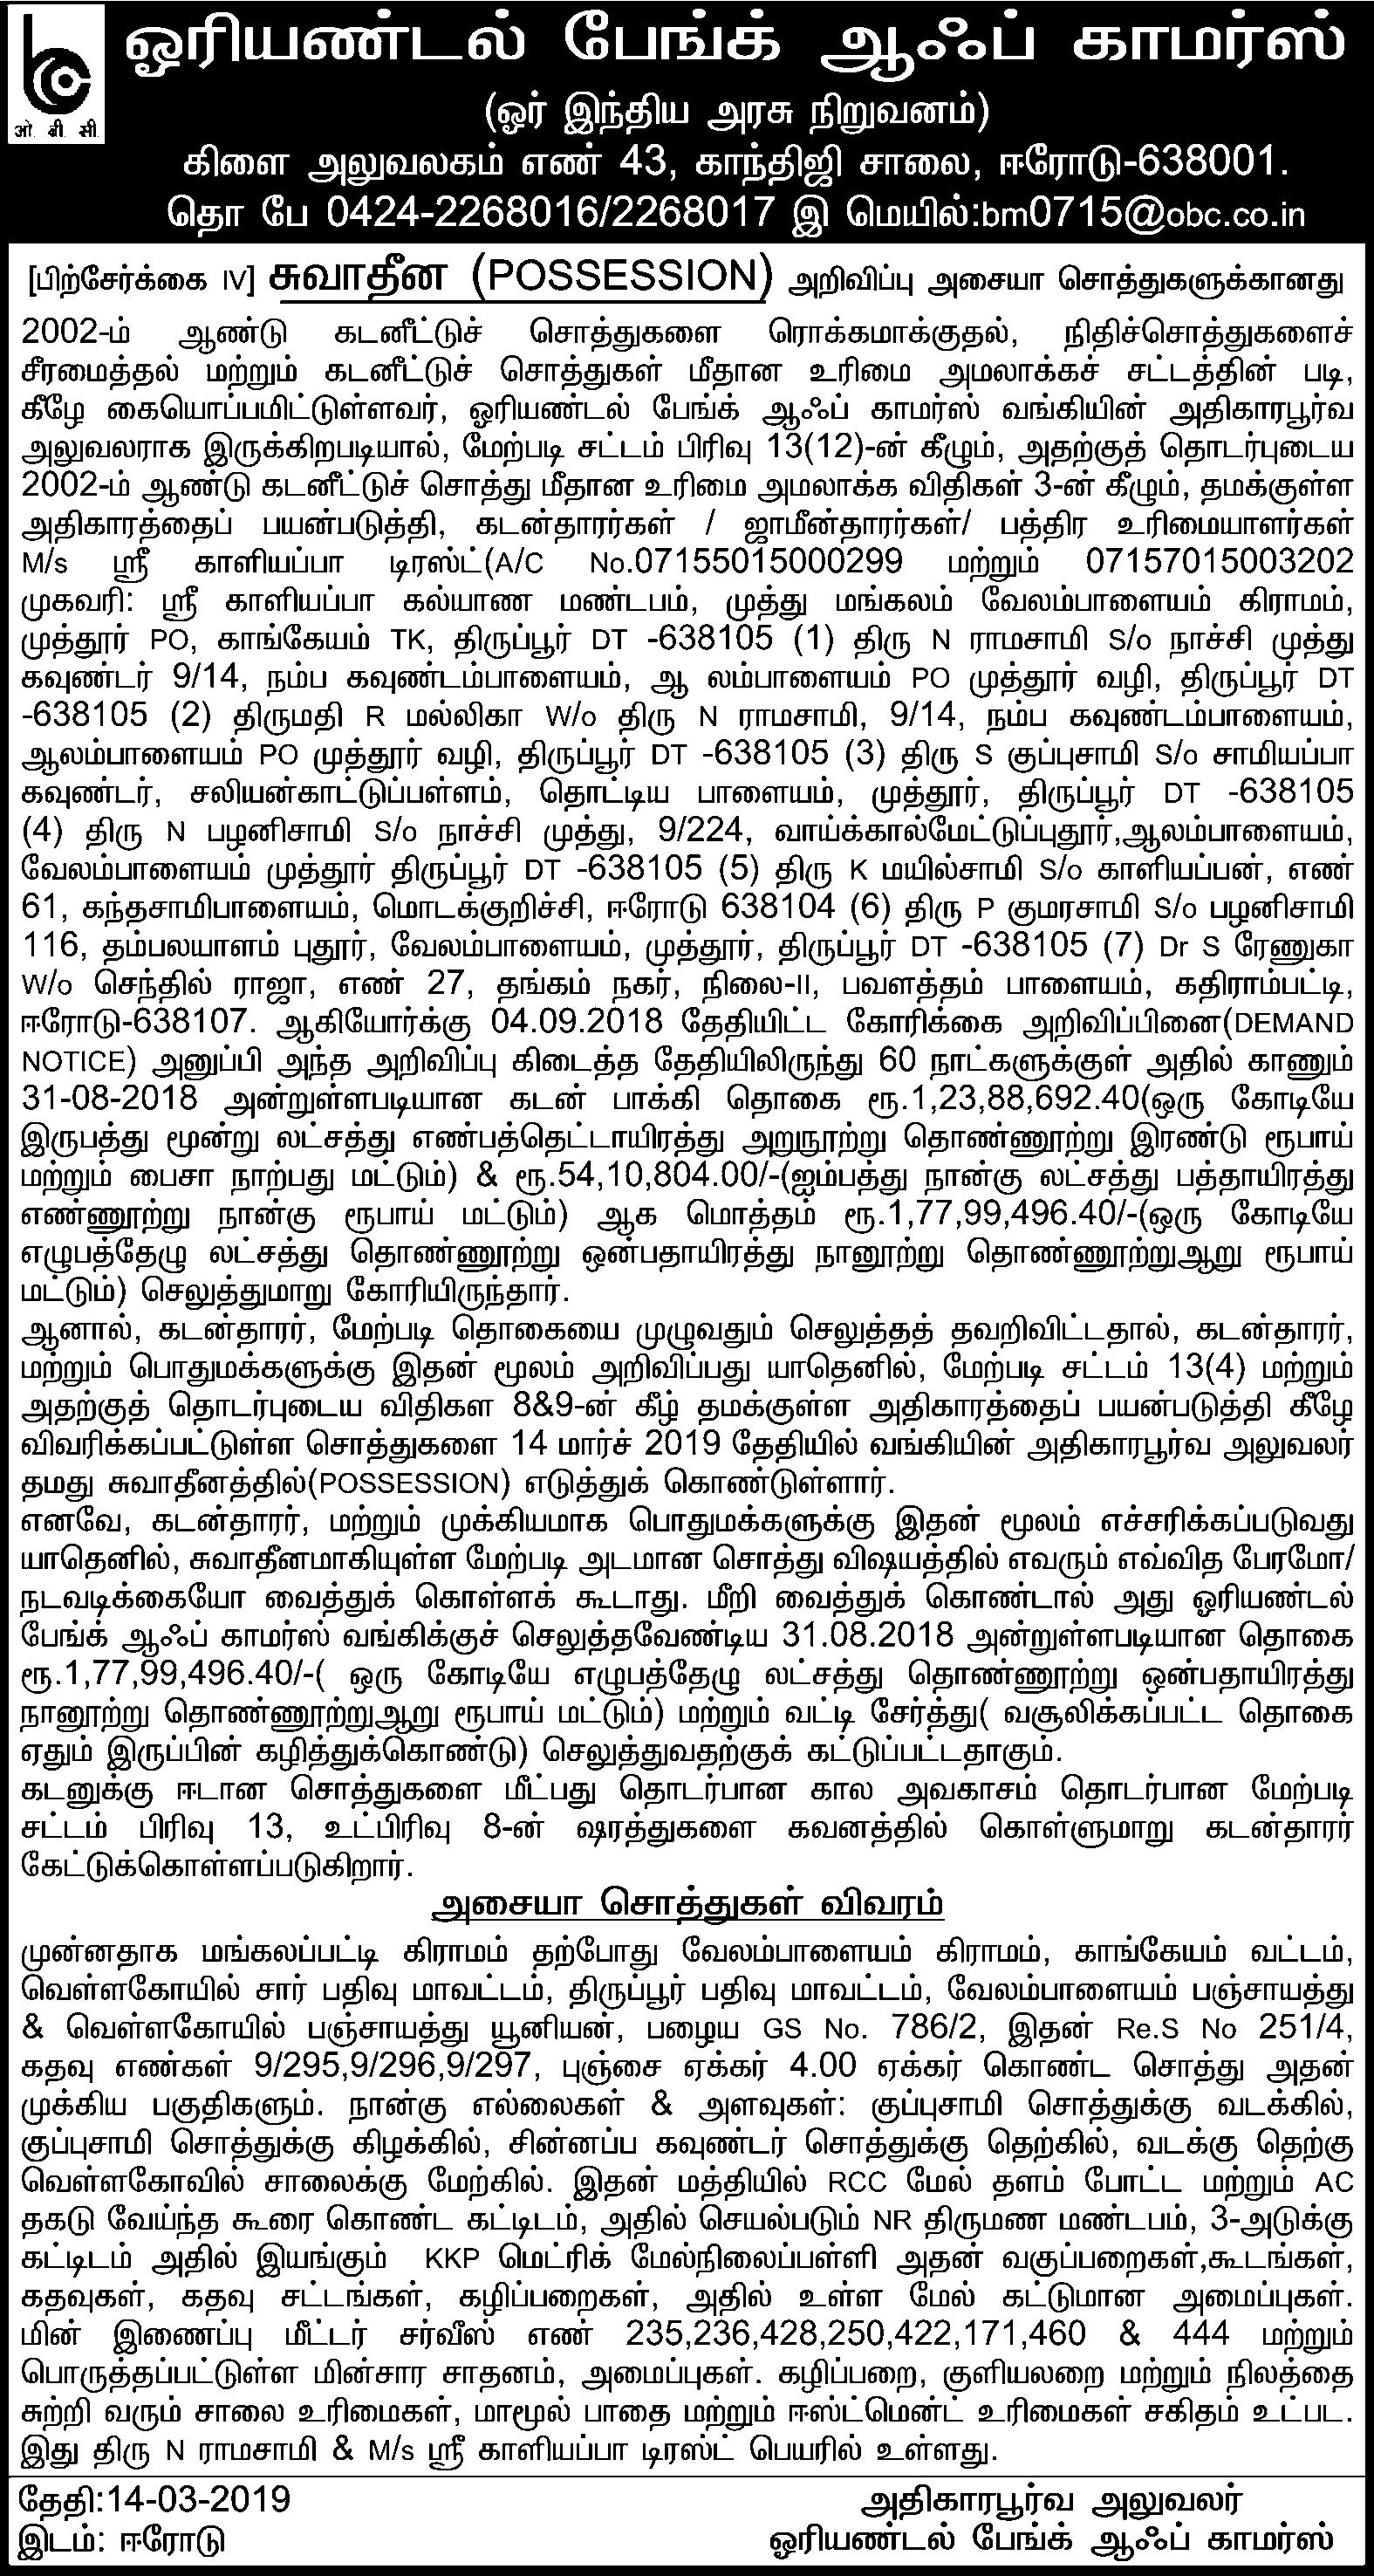 ஓரியண்டல் பேங்க் ஆஃப் காமர்ஸ்
ओ. बी. सी.
(ஓர் இந்திய அரசு நிறுவனம்)
கிளை அலுவலகம் எண் 43, காந்திஜி சாலை, ஈரோடு-638001.
தொ பே 0424-2268016/2268017 இ மெயில்:bm0715@obc.co.in
[பிற்சேர்க்கை IV] சுவாதீன (POSSESSION) அறிவிப்பு அசையா சொத்துகளுக்கானது
2002-ம் ஆண்டு கடனீட்டுச் சொத்துகளை ரொக்கமாக்குதல், நிதிச்சொத்துகளைச்
சீரமைத்தல் மற்றும் கடனீட்டுச் சொத்துகள் மீதான உரிமை அமலாக்கச் சட்டத்தின் படி,
கீழே கையொப்பமிட்டுள்ளவர், ஓரியண்டல் பேங்க் ஆஃப் காமர்ஸ் வங்கியின் அதிகாரபூர்வ
அலுவலராக இருக்கிறபடியால், மேற்படி சட்டம் பிரிவு 13(12)-ன் கீழும், அதற்குத் தொடர்புடைய
2002-ம் ஆண்டு கடனீட்டுச் சொத்து மீதான உரிமை அமலாக்க விதிகள் 3-ன் கீழும், தமக்குள்ள
அதிகாரத்தைப் பயன்படுத்தி, கடன்தாரர்கள் / ஜாமீன்தாரர்கள்/ பத்திர உரிமையாளர்கள்
M/s ஸ்ரீ காளியப்பா டிரஸ்ட்(A/C No.07155015000299 மற்றும் 07157015003202
முகவரி: ஸ்ரீ காளியப்பா கல்யாண மண்டபம், முத்து மங்கலம் வேலம்பாளையம் கிராமம்,
முத்தூர் PO, காங்கேயம் TK, திருப்பூர் DT -638105 (1) திரு N ராமசாமி S/o நாச்சி முத்து
கவுண்டர் 9/14, நம்ப கவுண்டம்பாளையம், ஆ லம்பாளையம் PO முத்தூர் வழி, திருப்பூர் DT
-638105 (2) திருமதி R மல்லிகா W/o திரு N ராமசாமி, 9/14, நம்ப கவுண்டம்பாளையம்,
ஆலம்பாளையம் PO முத்தூர் வழி, திருப்பூர் DT -638105 (3) திரு S குப்புசாமி S/o சாமியப்பா
கவுண்டர், சலியன்காட்டுப்பள்ளம், தொட்டிய பாளையம், முத்தூர், திருப்பூர் DT -638105
(4) திரு N பழனிசாமி S/o நாச்சி முத்து, 9/224, வாய்க்கால்மேட்டுப்புதூர்,ஆலம்பாளையம்,
வேலம்பாளையம் முத்தூர் திருப்பூர் DT -638105 (5) திரு K மயில்சாமி S/o காளியப்பன், எண்
61, கந்தசாமிபாளையம், மொடக்குறிச்சி, ஈரோடு 638104 (6) திரு P குமரசாமி S/o பழனிசாமி
116, தம்பலயாளம் புதூர், வேலம்பாளையம், முத்தூர், திருப்பூர் DT -638105 (7) Dr S ரேணுகா
W/o செந்தில் ராஜா, எண் 27, தங்கம் நகர், நிலை-II, பவளத்தம் பாளையம், கதிராம்பட்டி,
ஈரோடு-638107. ஆகியோர்க்கு 04.09.2018 தேதியிட்ட கோரிக்கை அறிவிப்பினை(DEMAND
NOTICE) அனுப்பி அந்த அறிவிப்பு கிடைத்த தேதியிலிருந்து 60 நாட்களுக்குள் அதில் காணும்
31-08-2018 அன்றுள்ளபடியான கடன் பாக்கி தொகை ரூ.1,23,88,692.40(ஒரு கோடியே
இருபத்து மூன்று லட்சத்து எண்பத்தெட்டாயிரத்து அறுநூற்று தொண்ணூற்று இரண்டு ரூபாய்
மற்றும் பைசா நாற்பது மட்டும்) & ரூ.54,10,804.00/-(ஐம்பத்து நான்கு லட்சத்து பத்தாயிரத்து
எண்ணூற்று நான்கு ரூபாய் மட்டும்) ஆக மொத்தம் ரூ.1,77,99,496.40/-(ஒரு கோடியே
எழுபத்தேழு லட்சத்து தொண்ணூற்று ஒன்பதாயிரத்து நானூற்று தொண்ணூற்றுஆறு ரூபாய்
மட்டும்) செலுத்துமாறு கோரியிருந்தார்.
ஆனால், கடன்தாரர், மேற்படி தொகையை முழுவதும் செலுத்தத் தவறிவிட்டதால், கடன்தாரர்,
மற்றும் பொதுமக்களுக்கு இதன் மூலம் அறிவிப்பது யாதெனில், மேற்படி சட்டம் 13(4) மற்றும்
அதற்குத் தொடர்புடைய விதிகள 8&9-ன் கீழ் தமக்குள்ள அதிகாரத்தைப் பயன்படுத்தி கீழே
விவரிக்கப்பட்டுள்ள சொத்துகளை 14 மார்ச் 2019 தேதியில் வங்கியின் அதிகாரபூர்வ அலுவலர்
தமது சுவாதீனத்தில்(POSSESSION) எடுத்துக் கொண்டுள்ளார்.
எனவே, கடன்தாரர், மற்றும் முக்கியமாக பொதுமக்களுக்கு இதன் மூலம் எச்சரிக்கப்படுவது
யாதெனில், சுவாதீனமாகியுள்ள மேற்படி அடமான சொத்து விஷயத்தில் எவரும் எவ்வித பேரமோ/
நடவடிக்கையோ வைத்துக் கொள்ளக் கூடாது. மீறி வைத்துக் கொண்டால் அது ஓரியண்டல்
பேங்க் ஆஃப் காமர்ஸ் வங்கிக்குச் செலுத்தவேண்டிய 31.08.2018 அன்றுள்ளபடியான தொகை
ரூ.1,77,99,496.40/-( ஒரு கோடியே எழுபத்தேழு லட்சத்து தொண்ணூற்று ஒன்பதாயிரத்து
நானூற்று தொண்ணூற்றுஆறு ரூபாய் மட்டும்) மற்றும் வட்டி சேர்த்து( வசூலிக்கப்பட்ட தொகை
ஏதும் இருப்பின் கழித்துக்கொண்டு) செலுத்துவதற்குக் கட்டுப்பட்டதாகும்.
கடனுக்கு ஈடான சொத்துகளை மீட்பது தொடர்பான கால அவகாசம் தொடர்பான மேற்படி
சட்டம் பிரிவு 13, உட்பிரிவு 8-ன் ஷரத்துகளை கவனத்தில் கொள்ளுமாறு கடன்தாரர்
கேட்டுக்கொள்ளப்படுகிறார்.
அசையா சொத்துகள் விவரம்
முன்னதாக மங்கலப்பட்டி கிராமம் தற்போது வேலம்பாளையம் கிராமம், காங்கேயம் வட்டம்,
வெள்ளகோயில் சார் பதிவு மாவட்டம், திருப்பூர் பதிவு மாவட்டம், வேலம்பாளையம் பஞ்சாயத்து
& வெள்ளகோயில் பஞ்சாயத்து யூனியன், பழைய GS No. 786/2, இதன் Re.S No 251/4,
கதவு எண்கள் 9/295,9/296,9/297, புஞ்சை ஏக்கர் 4.00 ஏக்கர் கொண்ட சொத்து அதன்
முக்கிய பகுதிகளும். நான்கு எல்லைகள் & அளவுகள்: குப்புசாமி சொத்துக்கு வடக்கில்,
குப்புசாமி சொத்துக்கு கிழக்கில், சின்னப்ப கவுண்டர் சொத்துக்கு தெற்கில், வடக்கு தெற்கு
வெள்ளகோவில் சாலைக்கு மேற்கில். இதன் மத்தியில் RCC மேல் தளம் போட்ட மற்றும் AC
தகடு வேய்ந்த கூரை கொண்ட கட்டிடம், அதில் செயல்படும் NR திருமண மண்டபம், 3-அடுக்கு
கட்டிடம் அதில் இயங்கும் KKP மெட்ரிக் மேல்நிலைப்பள்ளி அதன் வகுப்பறைகள்,கூடங்கள்,
கதவுகள், கதவு சட்டங்கள், கழிப்பறைகள், அதில் உள்ள மேல் கட்டுமான அமைப்புகள்.
மின் இணைப்பு மீட்டர் சர்வீஸ் எண் 235,236,428,250,422,171,460 & 444 மற்றும்
பொருத்தப்பட்டுள்ள மின்சார சாதனம், அமைப்புகள். கழிப்பறை, குளியலறை மற்றும் நிலத்தை
சுற்றி வரும் சாலை உரிமைகள், மாமூல் பாதை மற்றும் ஈஸ்ட்மென்ட் உரிமைகள் சகிதம் உட்பட.
இது திரு N ராமசாமி & M/s ஸ்ரீ காளியப்பா டிரஸ்ட் பெயரில் உள்ளது.
தேதி:14-03-2019
அதிகாரபூர்வ அலுவலர்
இடம்: ஈரோடு
ஓரியண்டல் பேங்க் ஆஃப் காமர்ஸ்